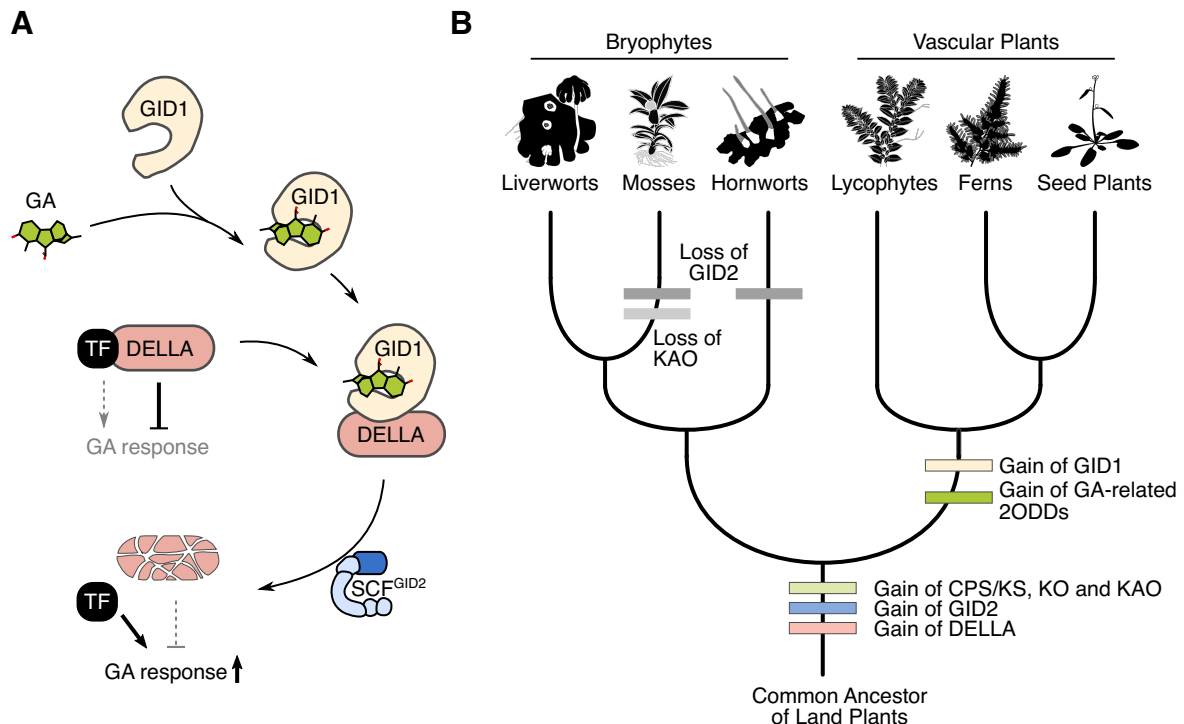 A
GID1
GA
GID1
TF DELLA
GID1
GA response
DELLA
SCF^GID2
TF
GA response
B
Bryophytes
Vascular Plants
Liverworts Mosses Hornworts Lycophytes Ferns Seed Plants
Loss of
GID2
Loss of
KAO
Gain of GID1
Gain of GA-related
2ODDs
Gain of CPS/KS, KO and KAO
Gain of GID2
Gain of DELLA
Common Ancestor
of Land Plants